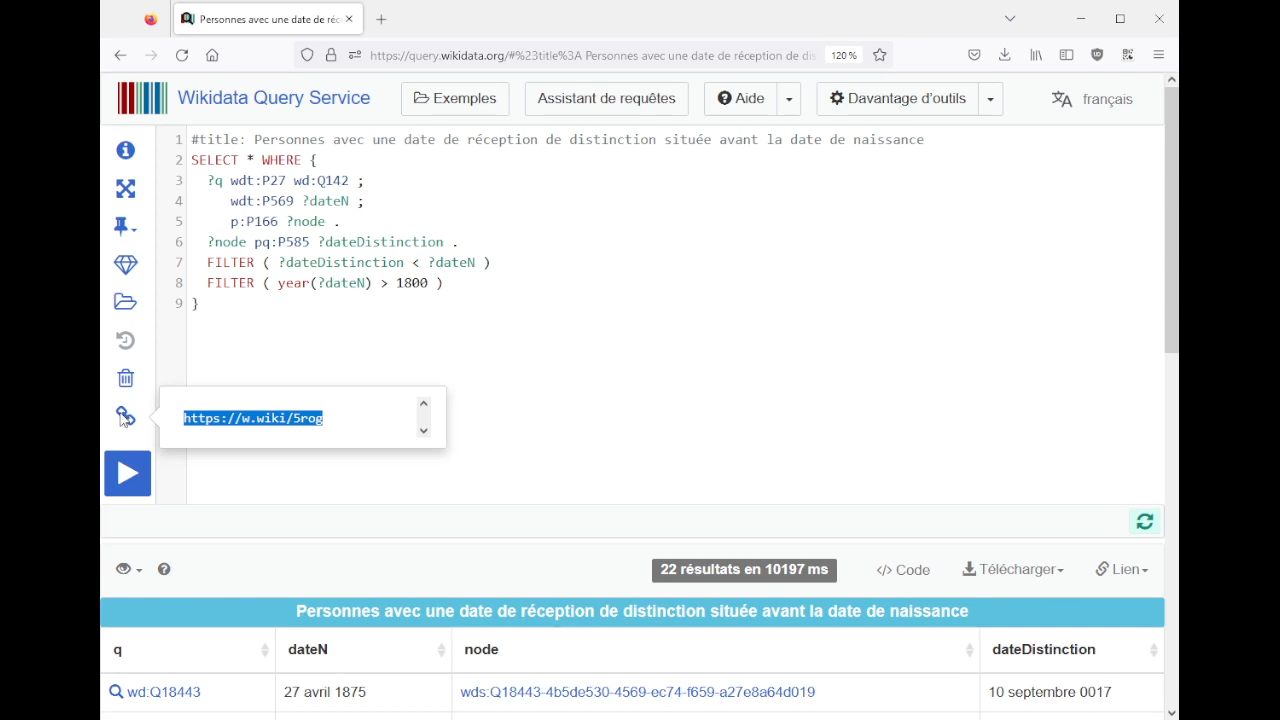 Personnes avec une date de réc
https://query.wikidata.org/#%23title%3A Personnes avec une date de réception de dis
120 %
Wikidata Query Service
Exemples
Assistant de requêtes
Aide
Davantage d'outils
français
1 #title: Personnes avec une date de réception de distinction située avant la date de naissance
2 SELECT * WHERE {
3 ?q wdt:P27 wd:Q142 ;
4 wdt:P569 ?dateN ;
5 p:P166 ?node .
6 ?node pq:P585 ?dateDistinction .
7 FILTER ( ?dateDistinction < ?dateN )
8 FILTER ( year(?dateN) > 1800 )
9 }
https://w.wiki/5rog
22 résultats en 10197 ms
</> Code
Télécharger
Lien
Personnes avec une date de réception de distinction située avant la date de naissance
q dateN node dateDistinction
wd:Q18443 27 avril 1875 wds:Q18443-4b5de530-4569-ec74-f659-a27e8a64d019 10 septembre 0017